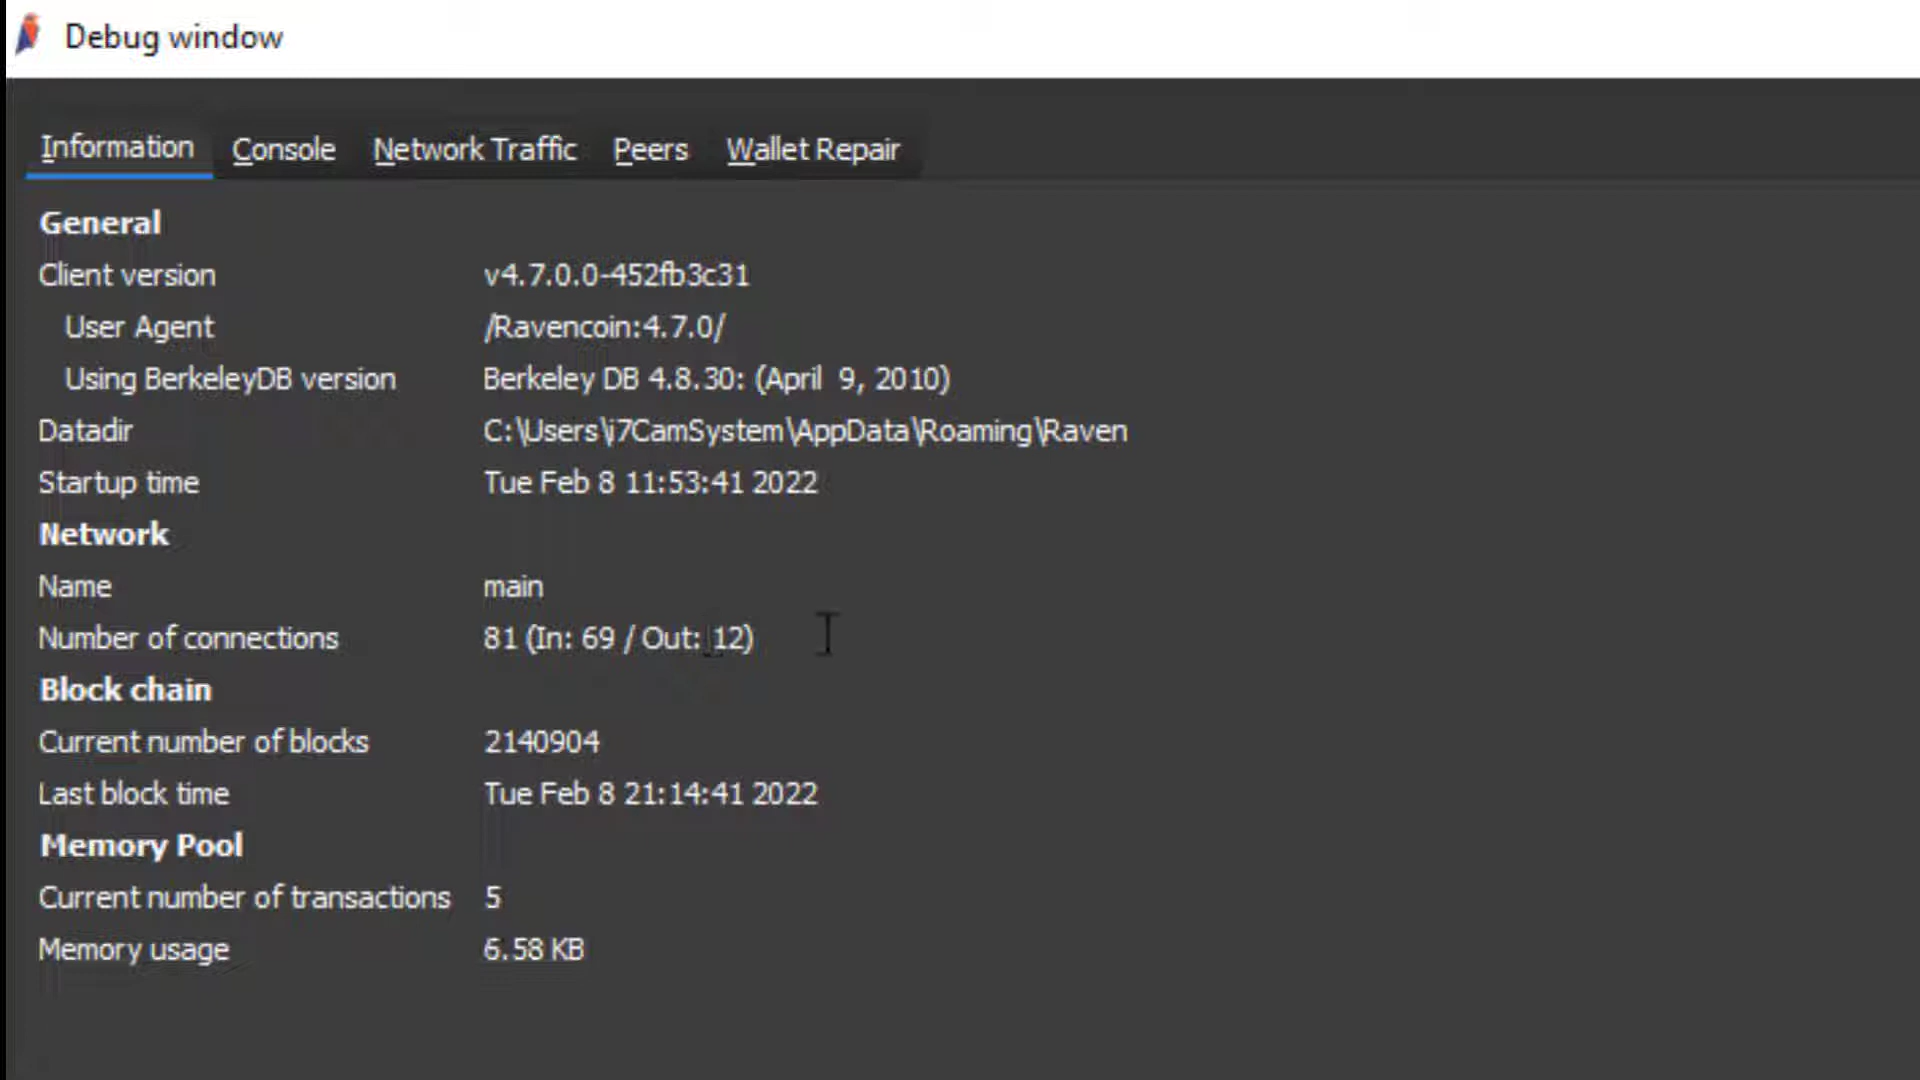 Debug window
Information Console Network Traffic Peers Wallet Repair
General
Client version v4.7.0.0-452fb3c31
User Agent /Ravencoin:4.7.0/
Using BerkeleyDB version Berkeley DB 4.8.30: (April  9, 2010)
Datadir C:\Users\i7CamSystem\AppData\Roaming\Raven
Startup time Tue Feb 8 11:53:41 2022
Network
Name main
Number of connections 81 (In: 69 / Out: 12)
Block chain
Current number of blocks 2140904
Last block time Tue Feb 8 21:14:41 2022
Memory Pool
Current number of transactions 5
Memory usage 6.58 KB